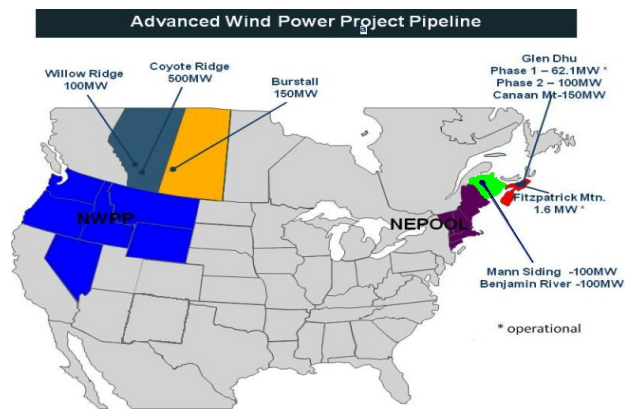 Advanced Wind Power Project Pipeline
Glen Dhu
Phase 1 – 62.1MW *
Phase 2 – 100MW
Canaan Mt-150MW
Coyote Ridge
500MW
Willow Ridge
100MW
Burstall
150MW
Fitzpatrick Mtn.
1.6 MW *
NWPP
NEPOOL
Mann Siding -100MW
Benjamin River -100MW
* operational